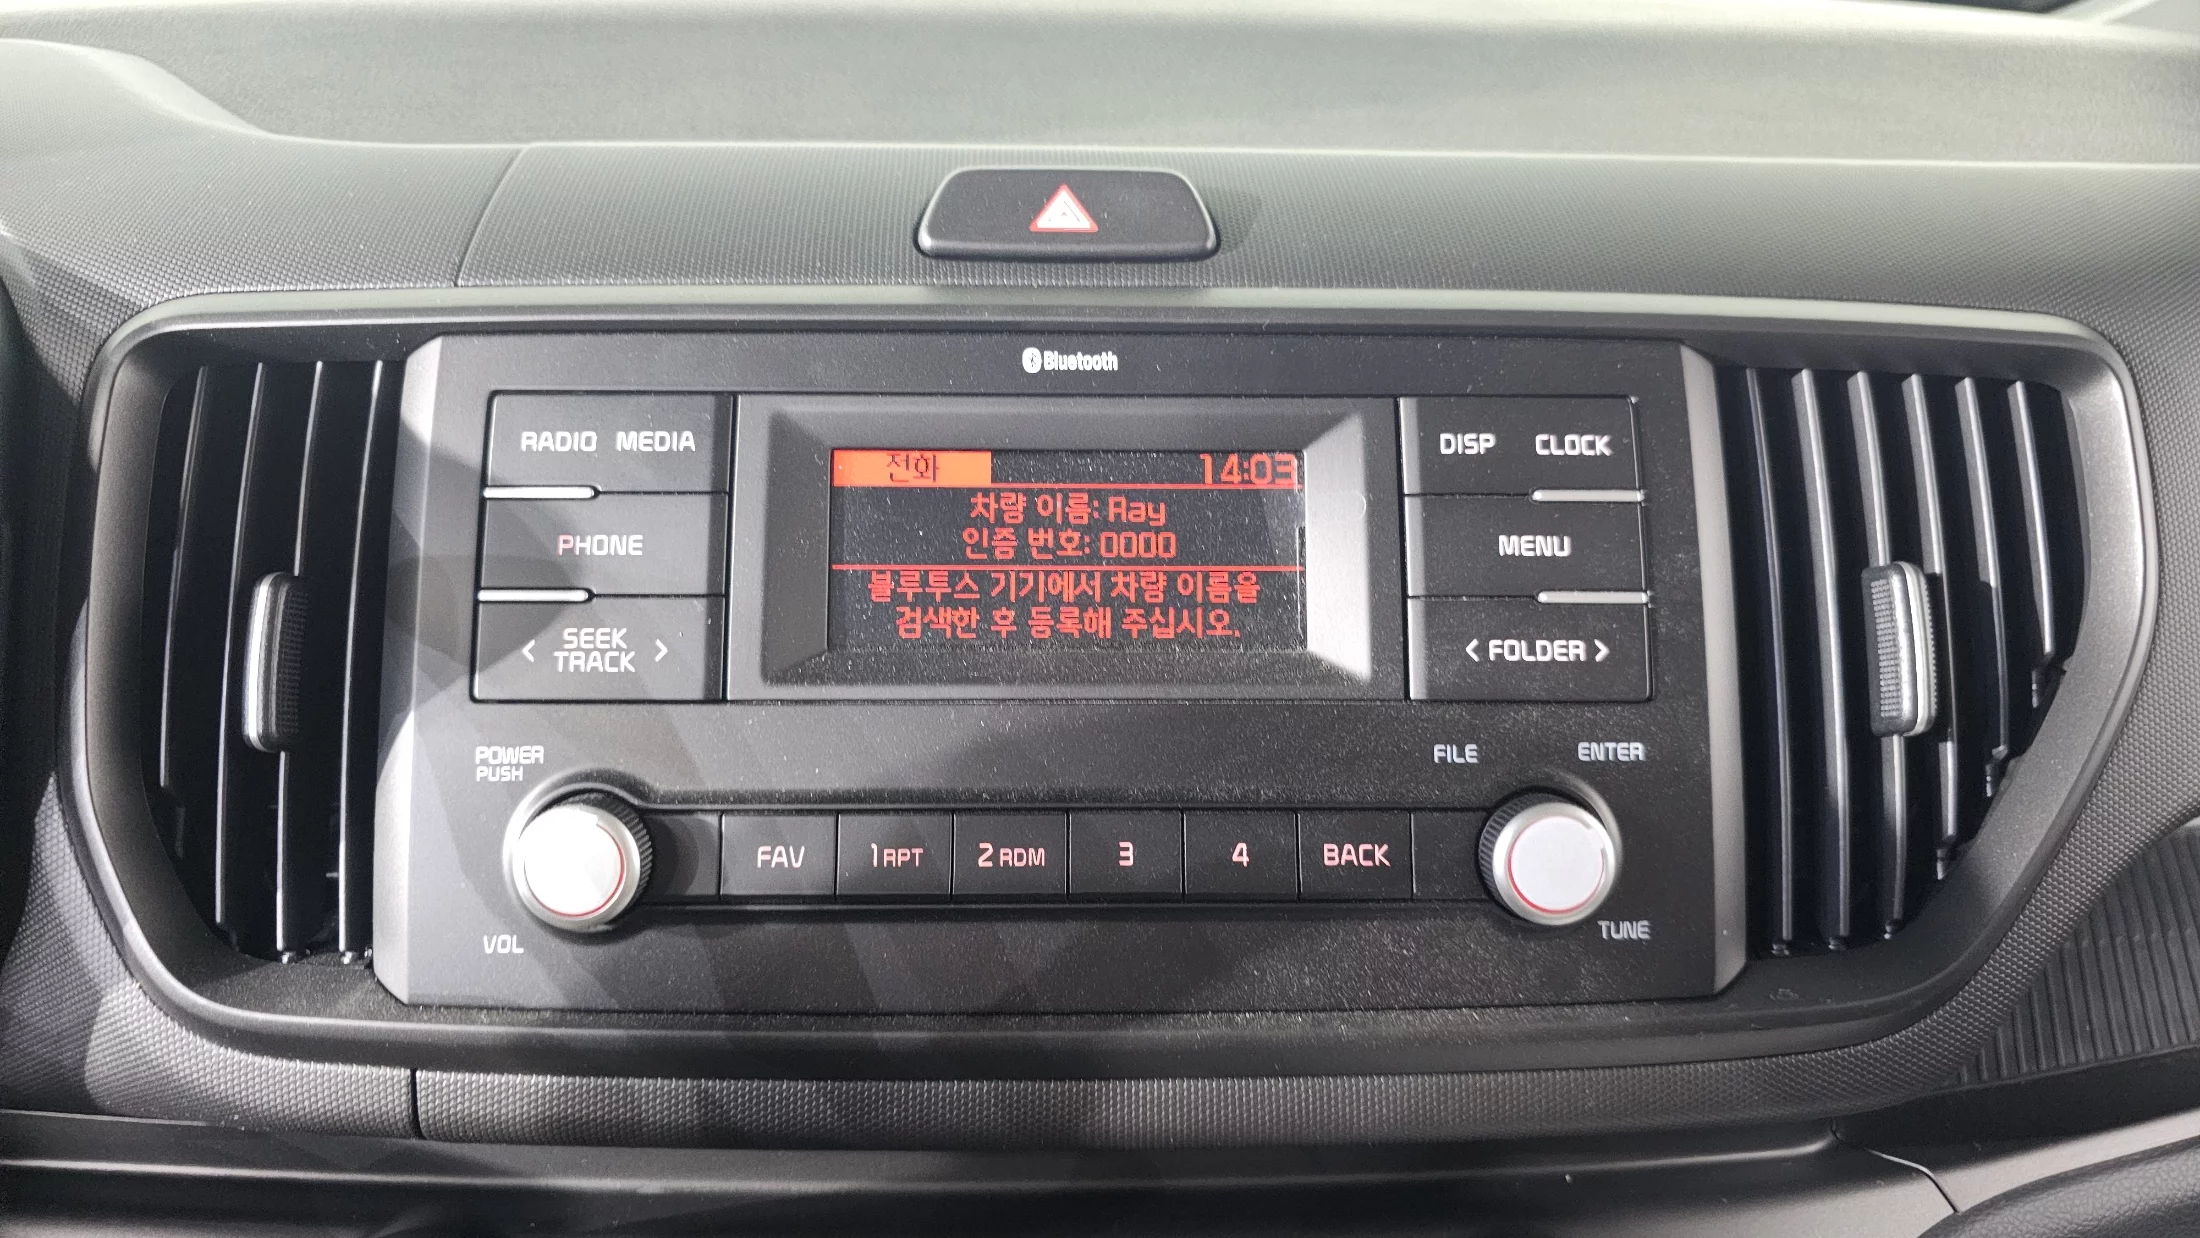 Bluetooth
RADIO MEDIA
PHONE
< SEEK TRACK >
전화 14:03
차량 이름: Ray
인증 번호: 0000
블루투스 기기에서 차량 이름을
검색한 후 등록해 주십시오.
DISP CLOCK
MENU
< FOLDER >
POWER
PUSH
VOL
FAV 1 RPT 2 RDM 3 4 BACK
FILE ENTER
TUNE